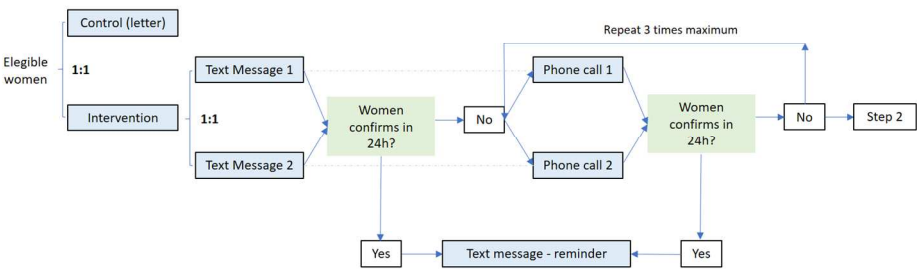 Control (letter)
Repeat 3 times maximum
Elegible
women
1:1
Text Message 1
Phone call 1
Intervention
1:1
Women
confirms in
24h?
No
Women
confirms in
24h?
No
Step 2
Text Message 2
Phone call 2
Yes
Text message - reminder
Yes